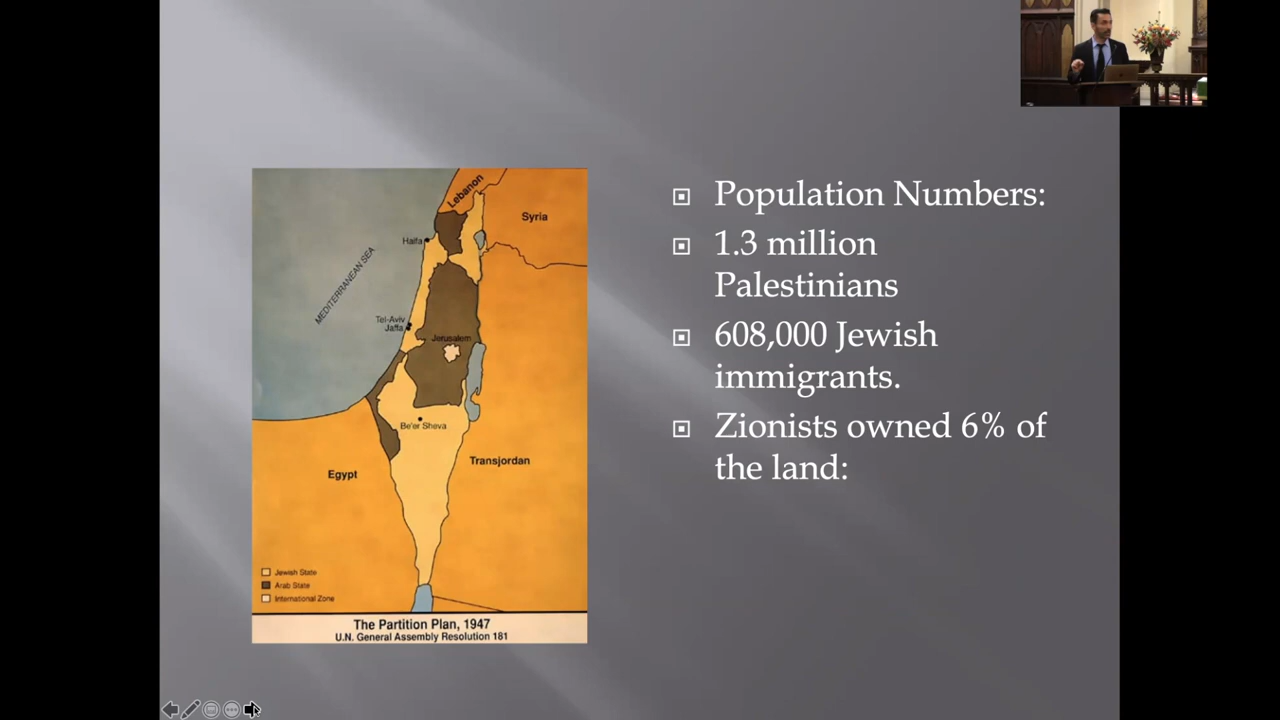 Population Numbers:
1.3 million
Palestinians
608,000 Jewish
immigrants.
Zionists owned 6% of
the land:
Lebanon
Syria
Haifa
MEDITERRANEAN SEA
Tel-Aviv
Jaffa
Jerusalem
Be'er Sheva
Egypt
Transjordan
Jewish State
Arab State
International Zone
The Partition Plan, 1947
U.N. General Assembly Resolution 181